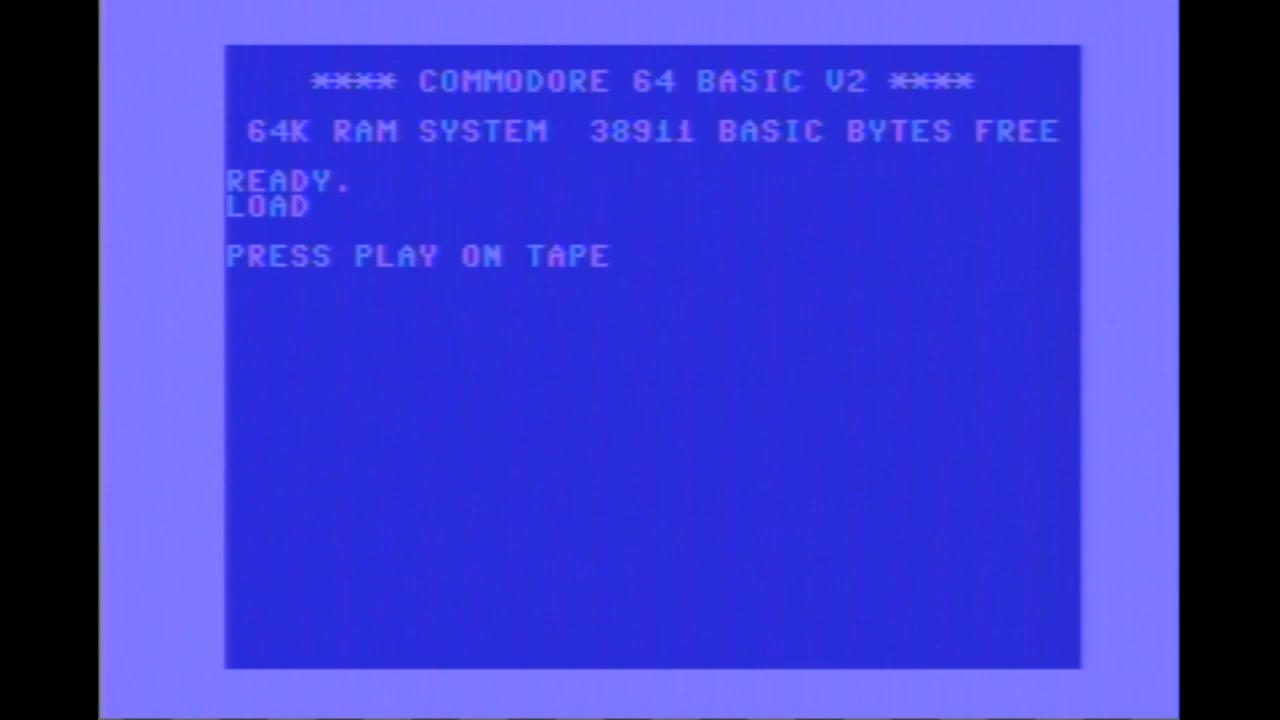 **** COMMODORE 64 BASIC V2 ****
64K RAM SYSTEM  38911 BASIC BYTES FREE
READY.
LOAD
PRESS PLAY ON TAPE